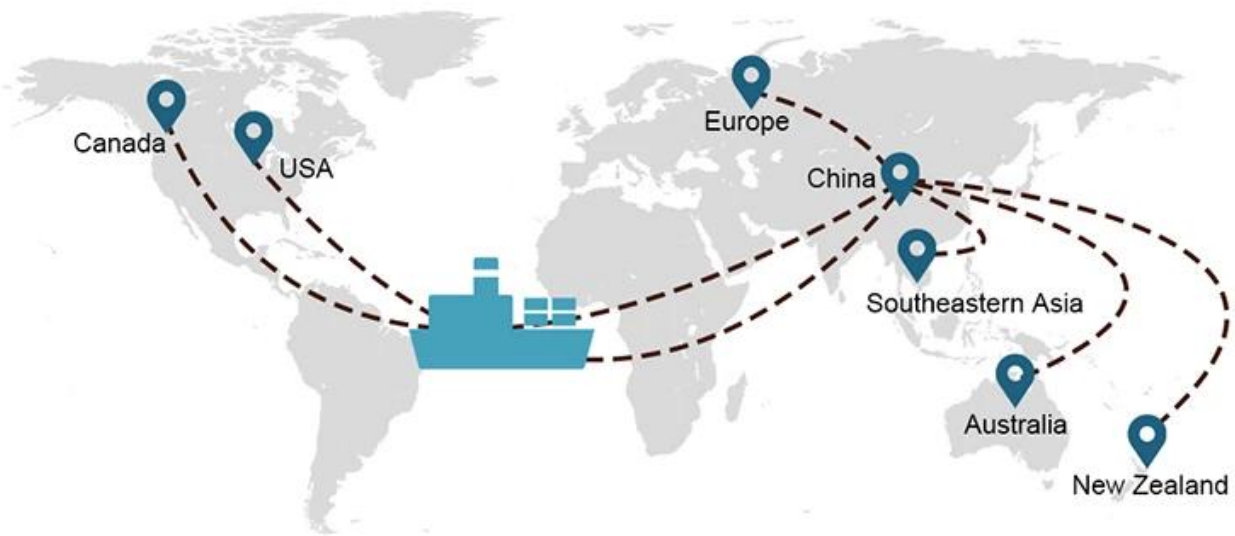 Canada
USA
Europe
China
Southeastern Asia
Australia
New Zealand